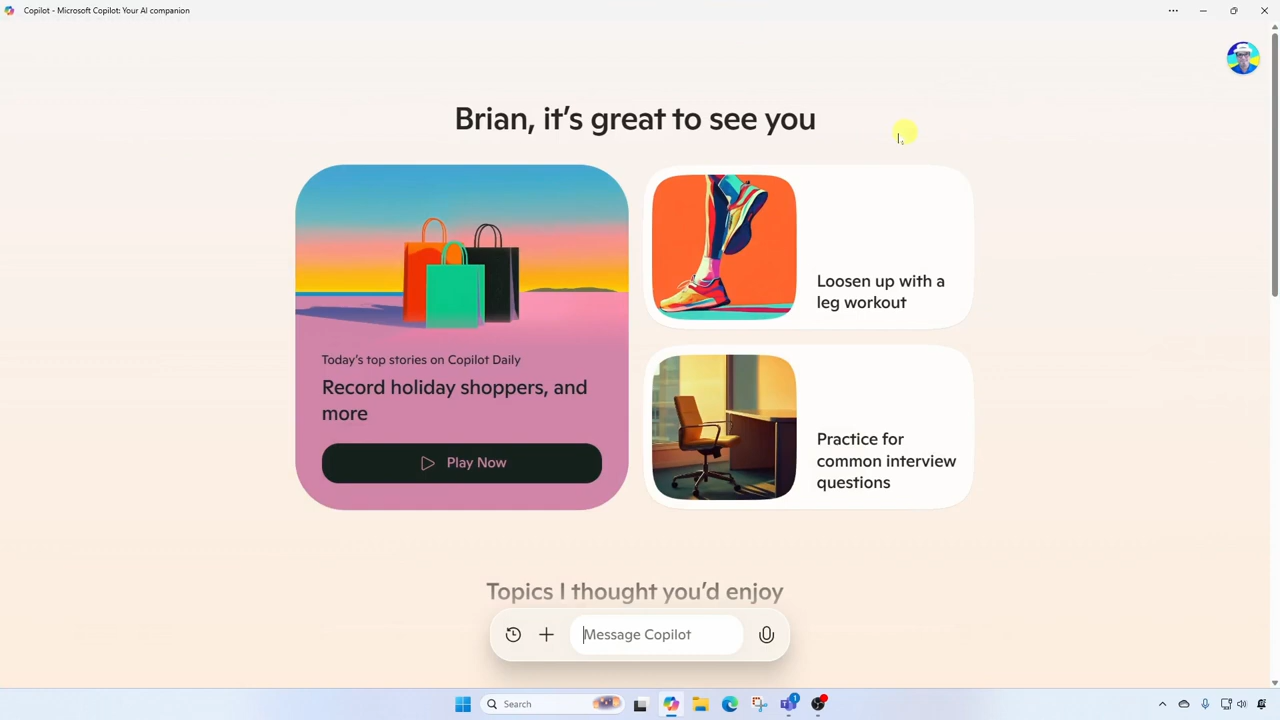 Copilot - Microsoft Copilot: Your AI companion
Brian, it's great to see you
Today's top stories on Copilot Daily
Record holiday shoppers, and
more
Play Now
Loosen up with a
leg workout
Practice for
common interview
questions
Topics I thought you'd enjoy
Message Copilot
Search
1